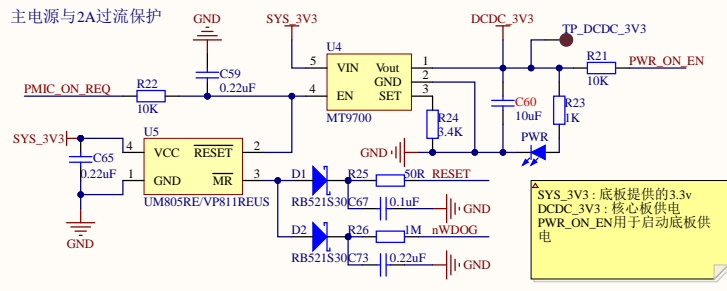 主电源与2A过流保护
GND
SYS_3V3
DCDC_3V3
TP_DCDC_3V3
U4
C59
0.22uF
5
VIN
Vout
1
GND
2
4
EN
SET
3
MT9700
R21
10K
PWR_ON_EN
PMIC_ON_REQ
R22
10K
R24
3.4K
C60
10uF
R23
1K
PWR
GND
SYS_3V3
U5
C65
0.22uF
4
VCC
RESET
2
1
GND
MR
3
UM805RE/VP811REUS
GND
D1
RB521S30
R25
50R
RESET
C67
0.1uF
GND
D2
RB521S30
R26
1M
nWDOG
C73
0.22uF
GND
SYS_3V3 : 底板提供的3.3v
DCDC_3V3 : 核心板供电
PWR_ON_EN用于启动底板供
电